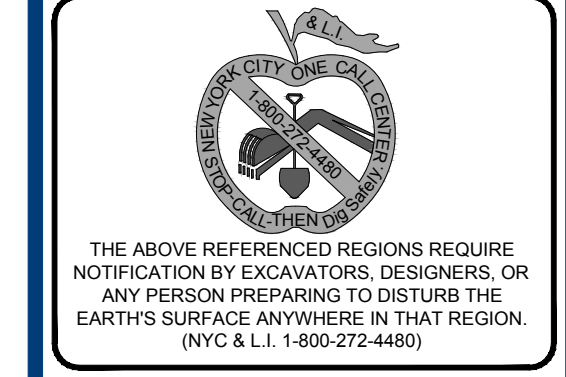 & L.I.
NEW YORK CITY ONE CALL CENTER.
1-800-272-4480
STOP-CALL-THEN Dig Safely.
THE ABOVE REFERENCED REGIONS REQUIRE
NOTIFICATION BY EXCAVATORS, DESIGNERS, OR
ANY PERSON PREPARING TO DISTURB THE
EARTH'S SURFACE ANYWHERE IN THAT REGION.
(NYC & L.I. 1-800-272-4480)